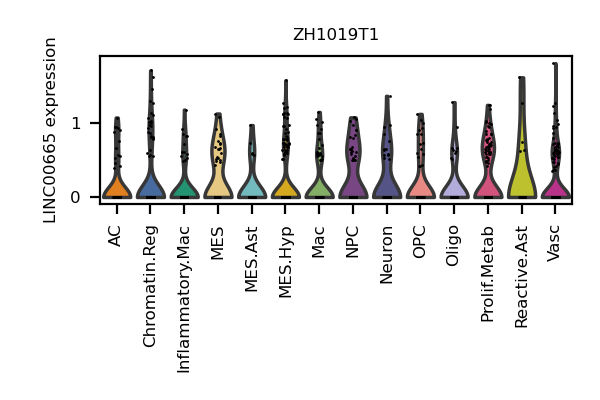 ZH1019T1
LINC00665 expression
1
0
AC
Chromatin.Reg
Inflammatory.Mac
MES
MES.Ast
MES.Hyp
Mac
NPC
Neuron
OPC
Oligo
Prolif.Metab
Reactive.Ast
Vasc